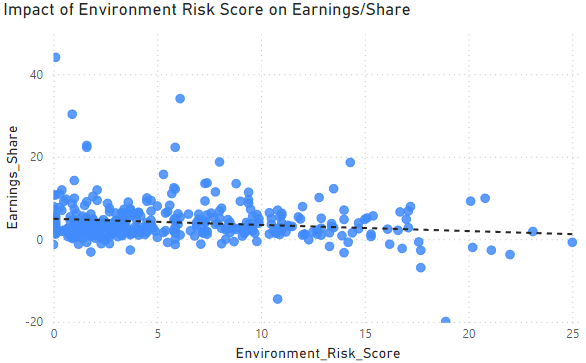 Impact of Environment Risk Score on Earnings/Share
Earnings_Share
40
20
0
-20
0 5 10 15 20 25
Environment_Risk_Score